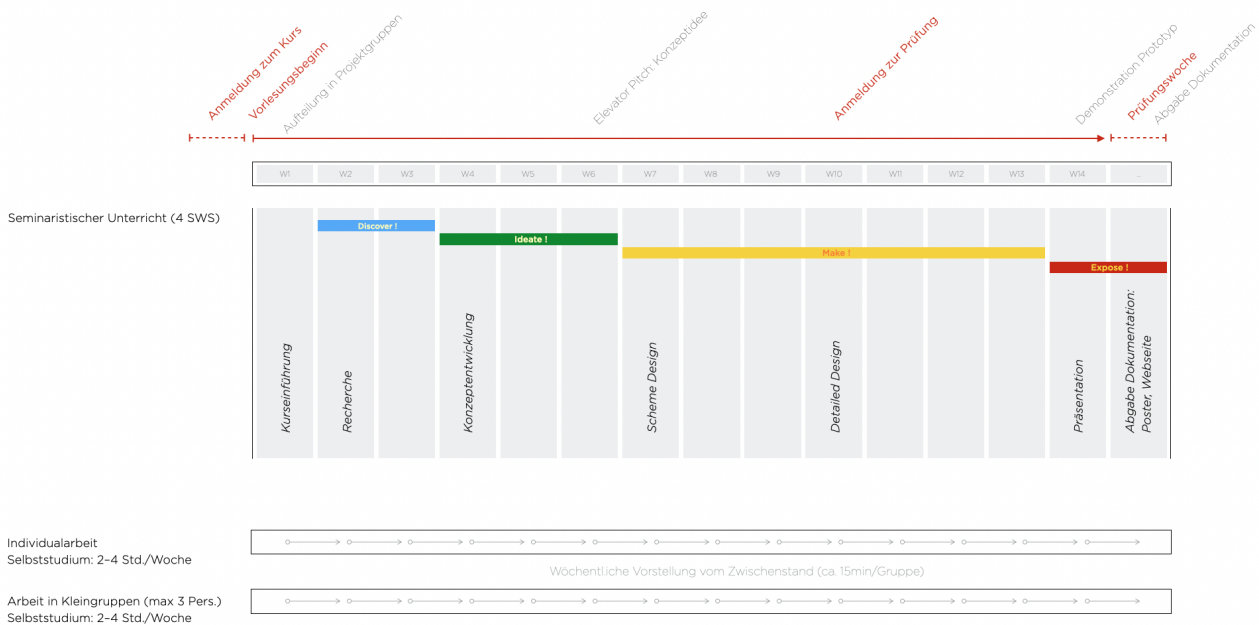 Anmeldung zum Kurs
Vorlesungsbeginn
Aufteilung in Projektgruppen
Elevator Pitch: Konzeptidee
Anmeldung zur Prüfung
Demonstration Prototyp
Prüfungswoche
Abgabe Dokumentation
W1 W2 W3 W4 W5 W6 W7 W8 W9 W10 W11 W12 W13 W14 ...
Seminaristischer Unterricht (4 SWS)
Discover !
Ideate !
Make !
Expose !
Kurseinführung
Recherche
Konzeptentwicklung
Scheme Design
Detailed Design
Präsentation
Abgabe Dokumentation:
Poster, Webseite
Individualarbeit
Selbststudium: 2–4 Std./Woche
Wöchentliche Vorstellung vom Zwischenstand (ca. 15min/Gruppe)
Arbeit in Kleingruppen (max 3 Pers.)
Selbststudium: 2–4 Std./Woche